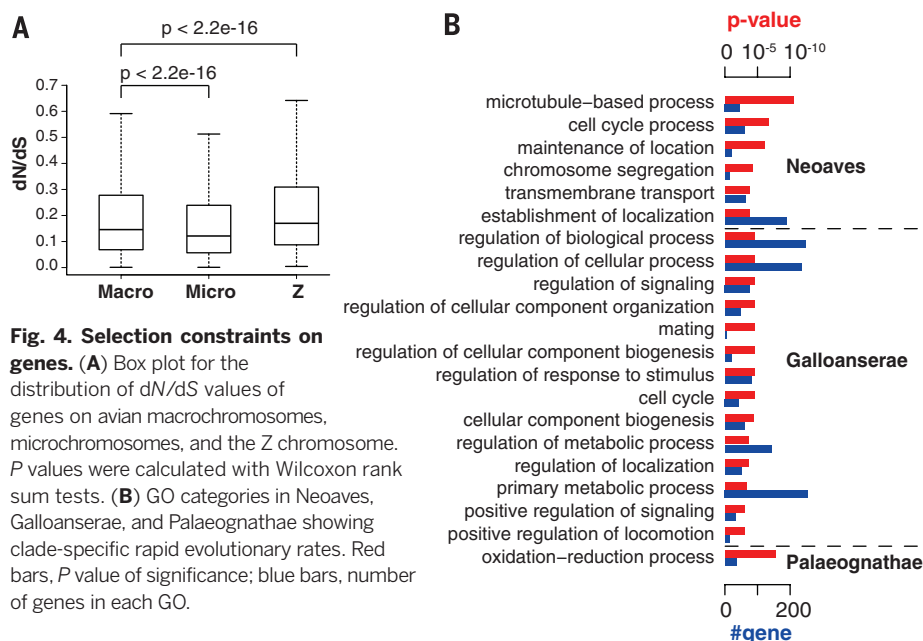 A
p < 2.2e-16
p < 2.2e-16
dN/dS
0.7
0.6
0.5
0.4
0.3
0.2
0.1
0.0
Macro Micro Z
Fig. 4. Selection constraints on
genes. (A) Box plot for the
distribution of dN/dS values of
genes on avian macrochromosomes,
microchromosomes, and the Z chromosome.
P values were calculated with Wilcoxon rank
sum tests. (B) GO categories in Neoaves,
Galloanserae, and Palaeognathae showing
clade-specific rapid evolutionary rates. Red
bars, P value of significance; blue bars, number
of genes in each GO.
B
p-value
0 10-5 10-10
microtubule−based process
cell cycle process
maintenance of location
chromosome segregation
transmembrane transport
establishment of localization
Neoaves
regulation of biological process
regulation of cellular process
regulation of signaling
regulation of cellular component organization
mating
regulation of cellular component biogenesis
regulation of response to stimulus
cell cycle
cellular component biogenesis
regulation of metabolic process
regulation of localization
primary metabolic process
positive regulation of signaling
positive regulation of locomotion
Galloanserae
oxidation−reduction process
Palaeognathae
0 200
#gene